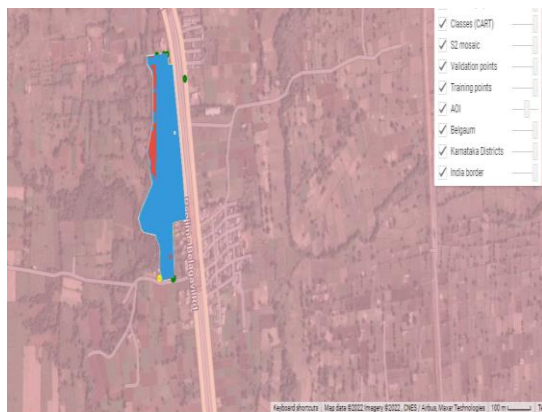 Classes (CART)
S2 mosaic
Validation points
Training points
AOI
Belgaum
Karnataka Districts
India border
Keyboard shortcuts Map data ©2022 Imagery ©2022, CNES / Airbus, Maxar Technologies 100 m